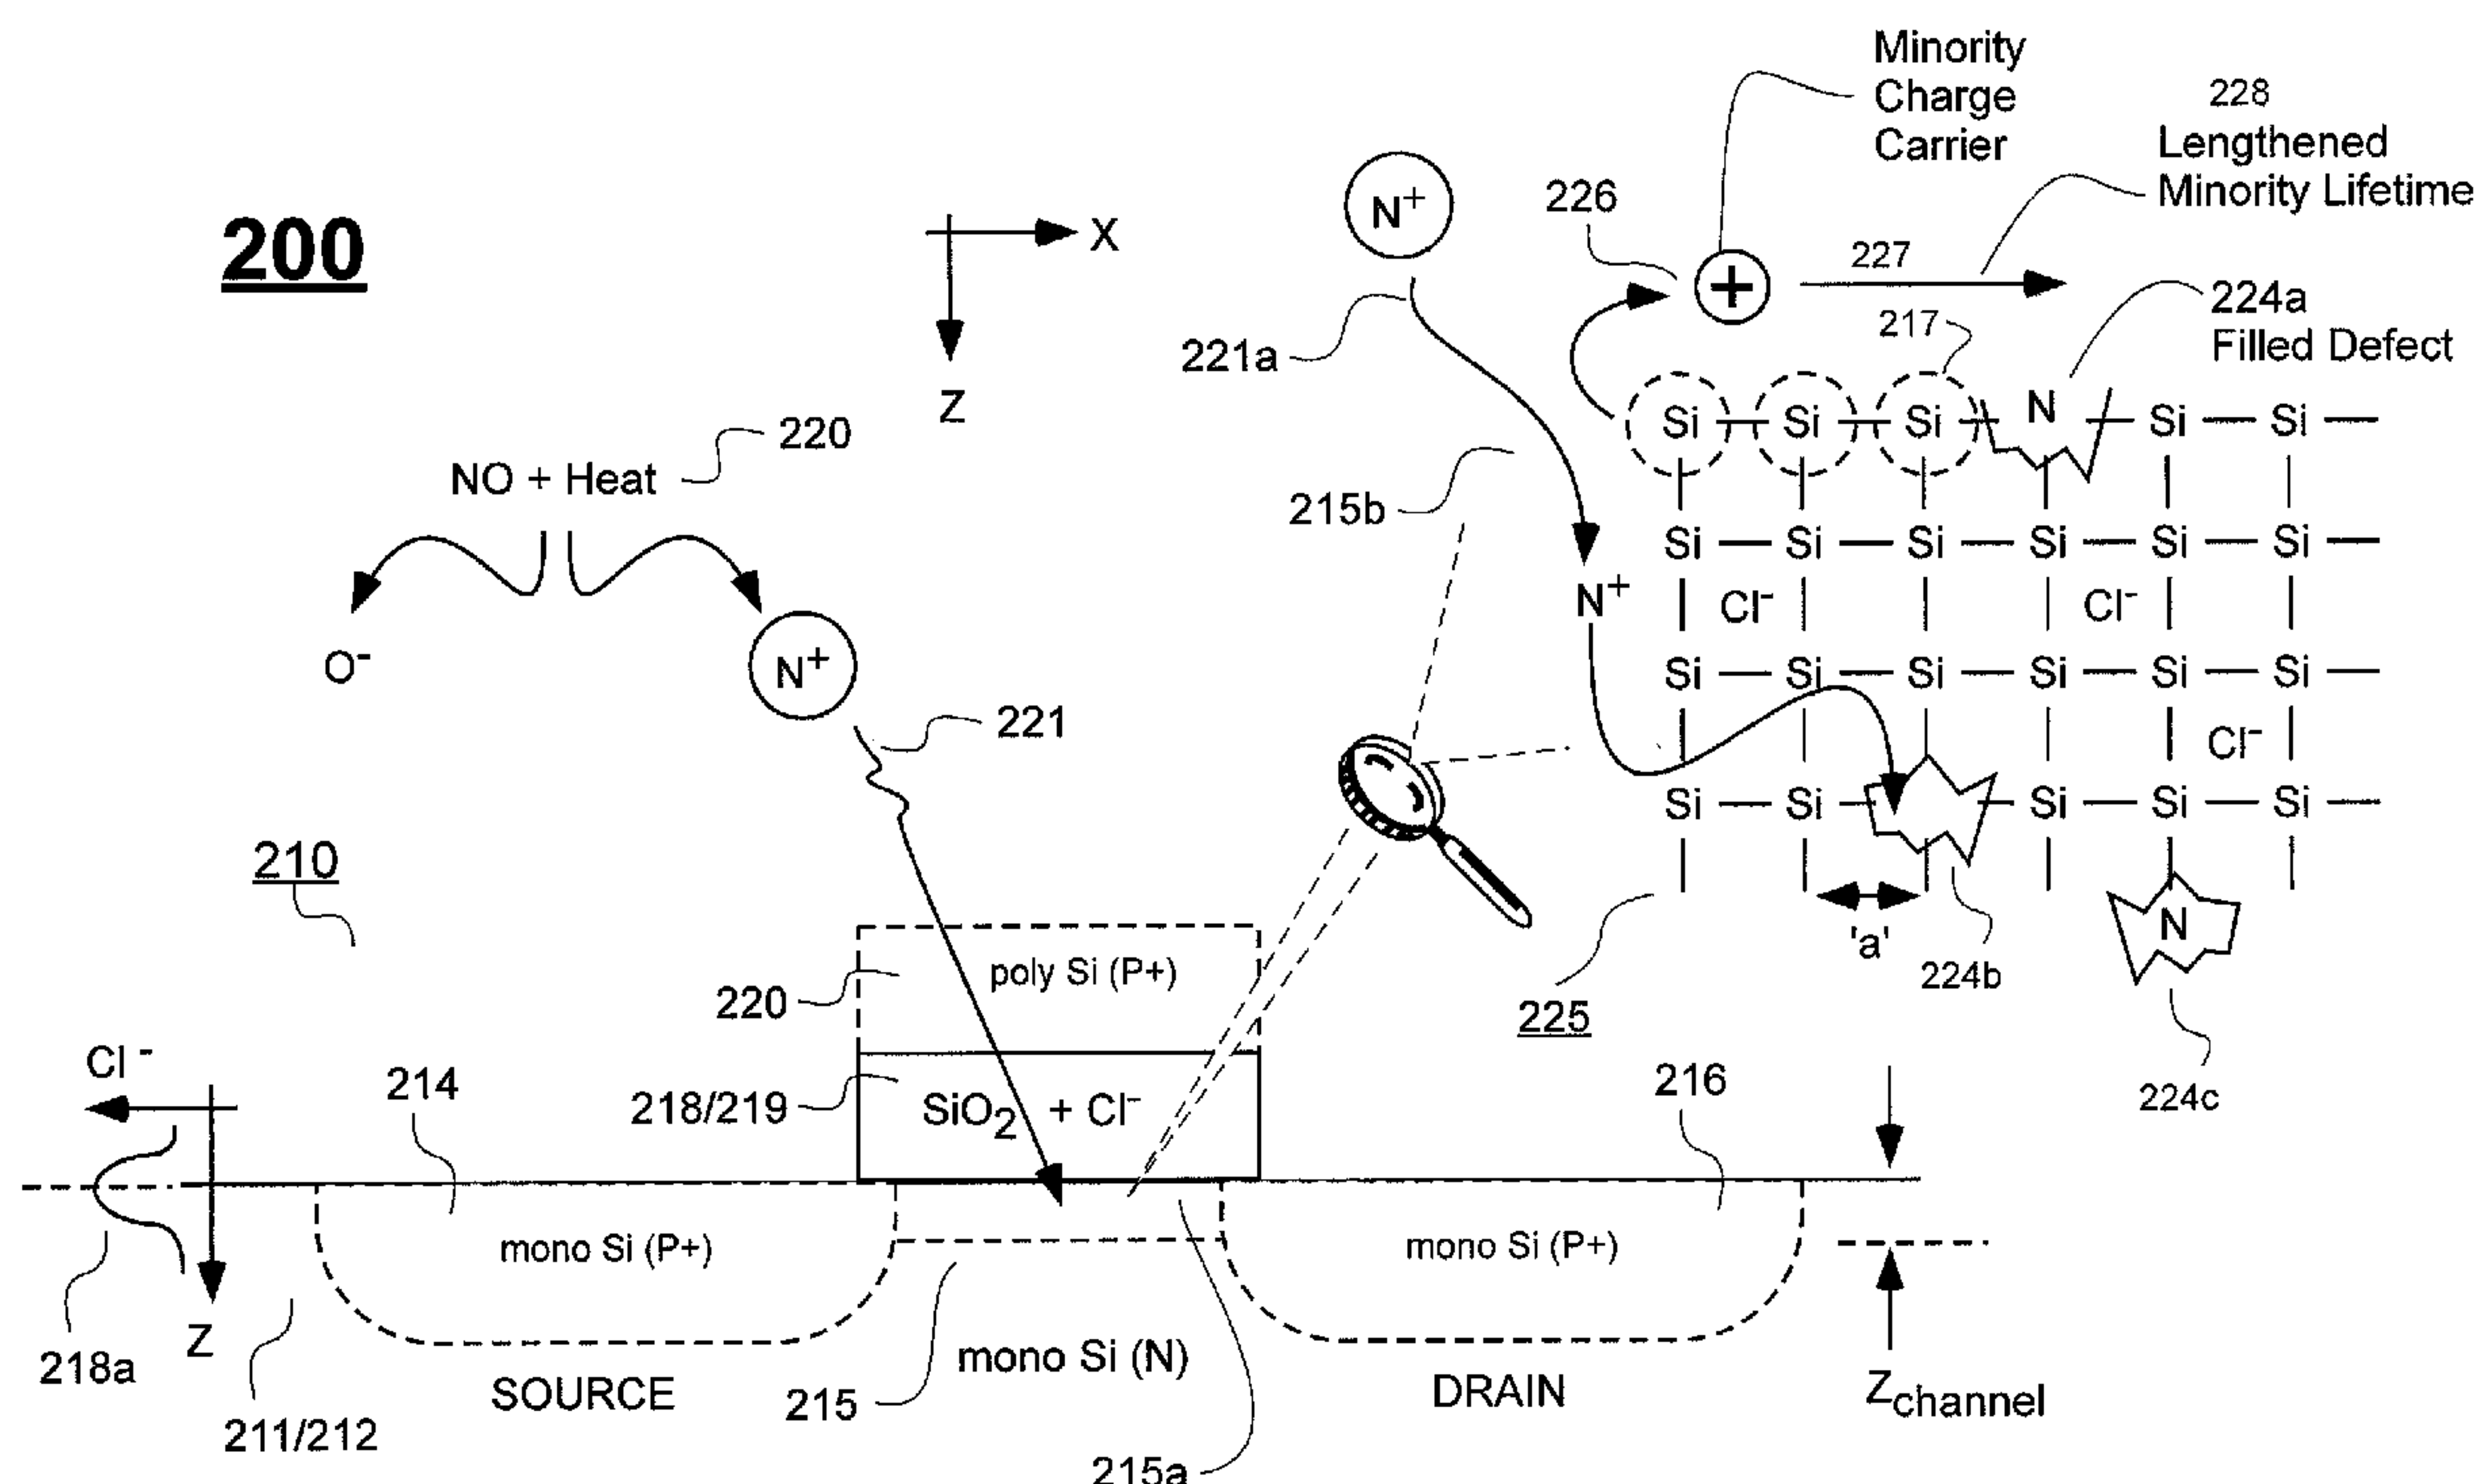 200
X
Z
NO + Heat
220
O-
N+
221
210
N+
221a
215b
226
Minority
Charge
Carrier
227
228
Lengthened
Minority Lifetime
217
224a
Filled Defect
Si Si Si N Si Si
Si Si Si Si Si Si
N+
Cl- Cl-
Si Si Si Si Si Si
Cl-
Si Si Si Si Si
'a'
224b
N
224c
225
220
poly Si (P+)
218/219
SiO2 + Cl-
Cl -
214
216
mono Si (P+)
mono Si (P+)
Z
218a
211/212
SOURCE
mono Si (N)
215
215a
DRAIN
Zchannel